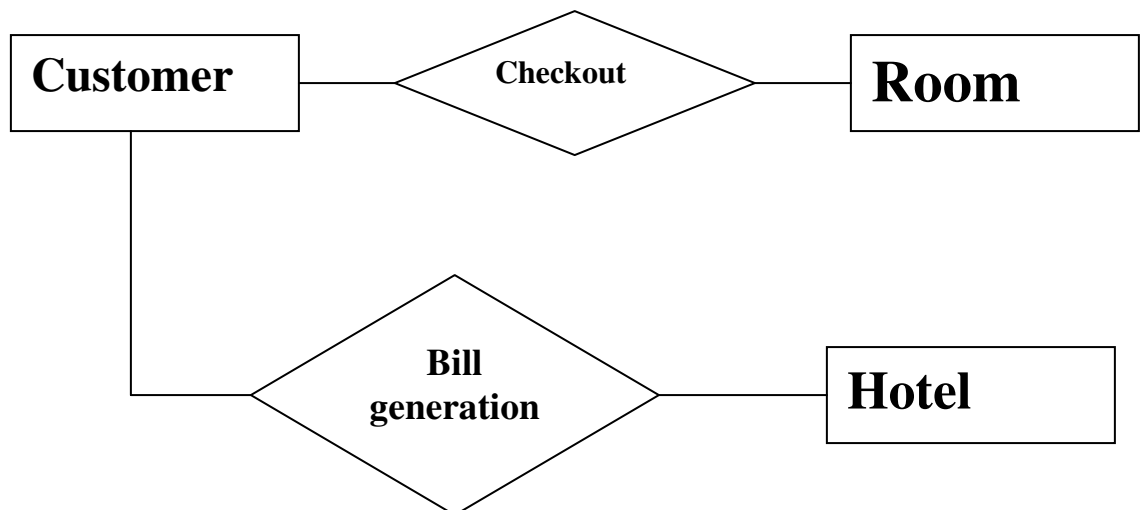 Customer
Checkout
Room
Bill
generation
Hotel